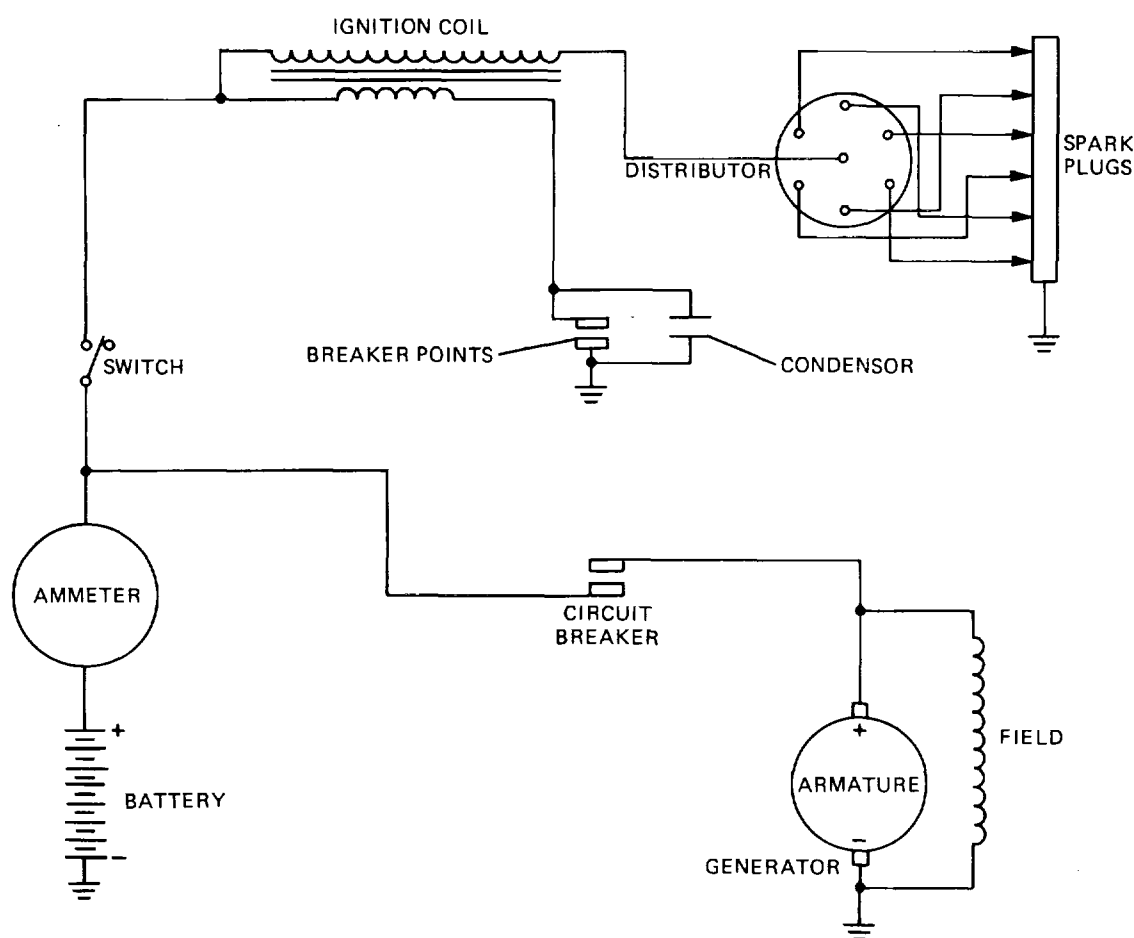 IGNITION COIL
DISTRIBUTOR
SPARK
PLUGS
SWITCH
BREAKER POINTS
CONDENSOR
AMMETER
CIRCUIT
BREAKER
+
BATTERY
-
+
ARMATURE
-
FIELD
GENERATOR